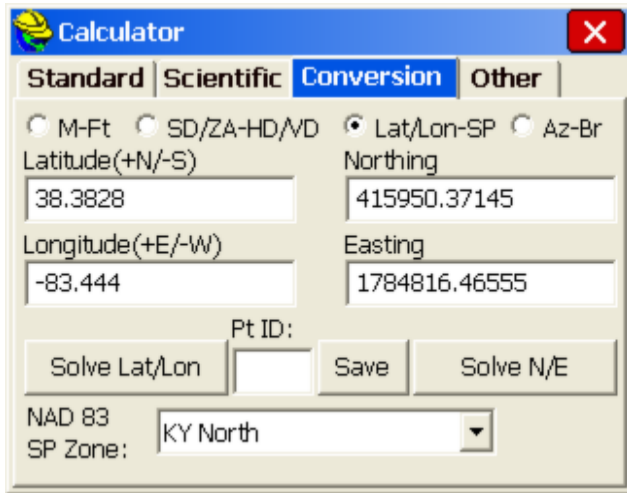 Calculator
Standard Scientific Conversion Other
M-Ft SD/ZA-HD/VD Lat/Lon-SP Az-Br
Latitude(+N/-S) Northing
38.3828 415950.37145
Longitude(+E/-W) Easting
-83.444 1784816.46555
Pt ID:
Solve Lat/Lon Save Solve N/E
NAD 83
SP Zone: KY North